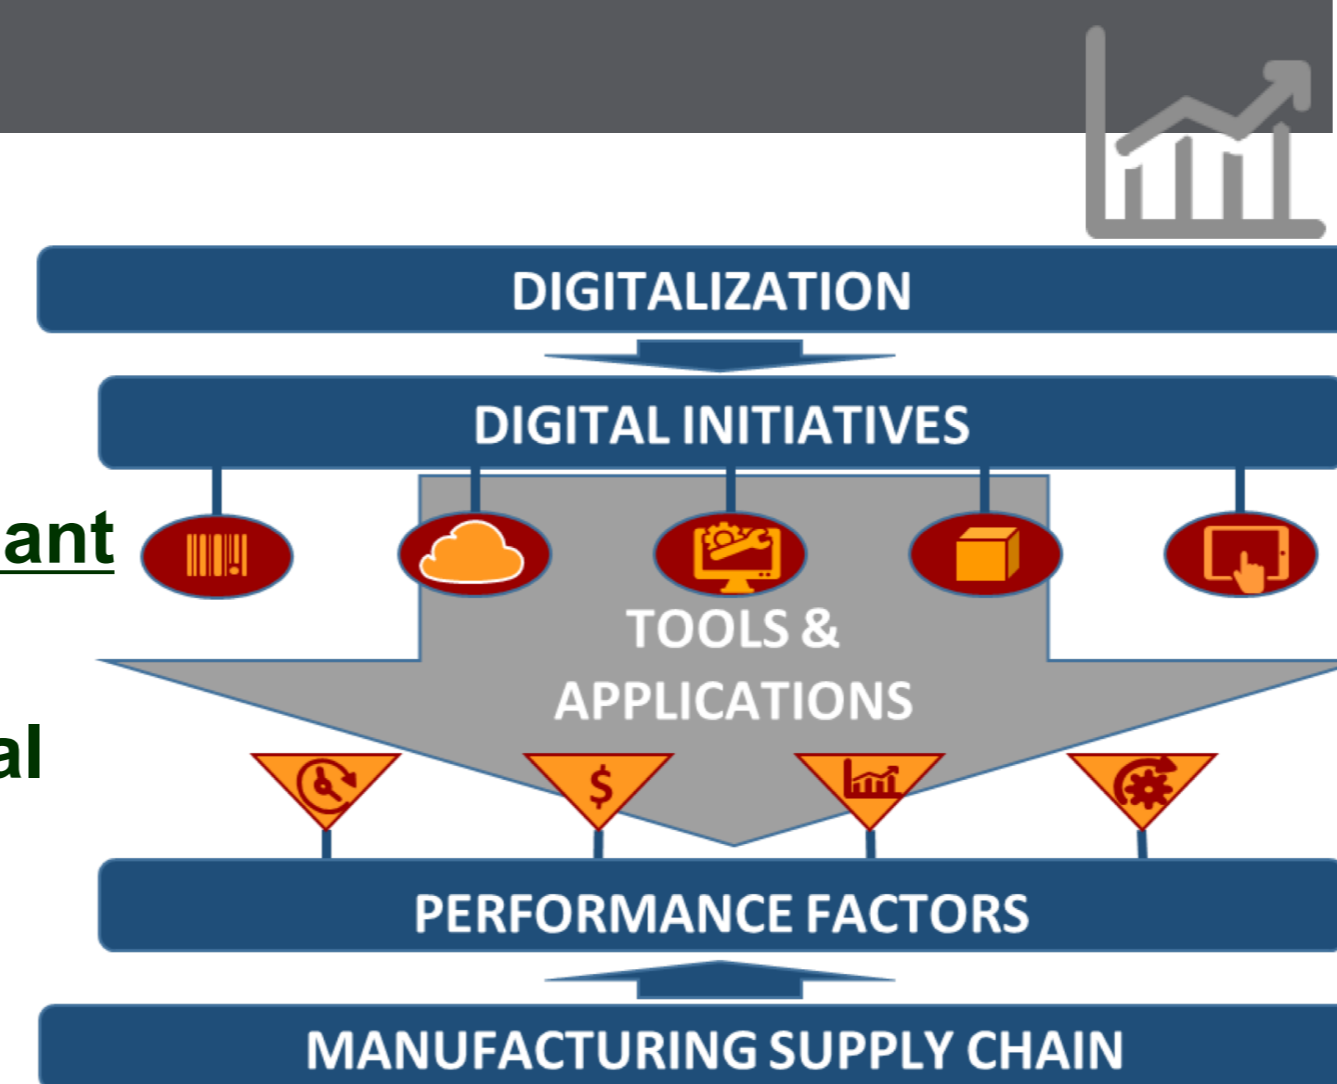 DIGITALIZATION
DIGITAL INITIATIVES
ant
TOOLS &
APPLICATIONS
al
$
PERFORMANCE FACTORS
MANUFACTURING SUPPLY CHAIN